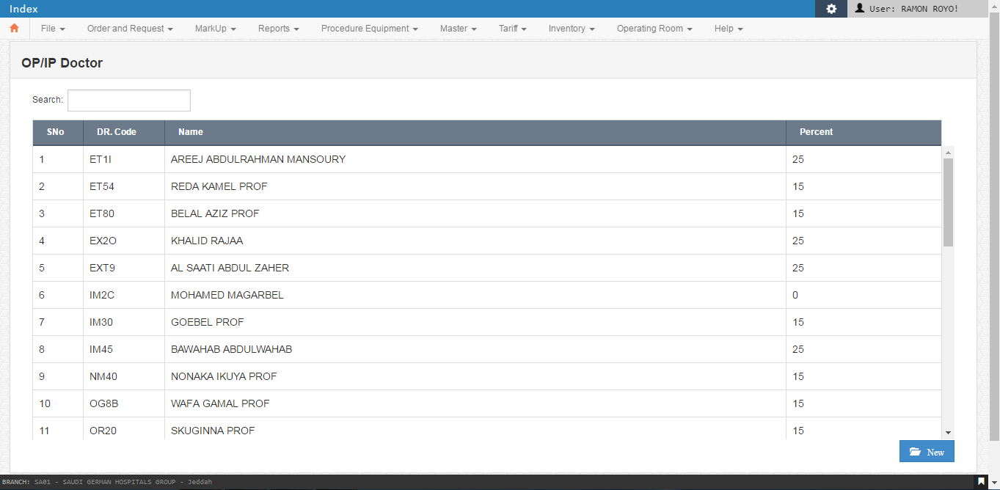 Index User: RAMON ROYO!
File Order and Request MarkUp Reports Procedure Equipment Master Tariff Inventory Operating Room Help
OP/IP Doctor
Search:
SNo DR. Code Name Percent
1 ET1I AREEJ ABDULRAHMAN MANSOURY 25
2 ET54 REDA KAMEL PROF 15
3 ET80 BELAL AZIZ PROF 15
4 EX2O KHALID RAJAA 25
5 EXT9 AL SAATI ABDUL ZAHER 25
6 IM2C MOHAMED MAGARBEL 0
7 IM30 GOEBEL PROF 15
8 IM45 BAWAHAB ABDULWAHAB 25
9 NM40 NONAKA IKUYA PROF 15
10 OG8B WAFA GAMAL PROF 15
11 OR20 SKUGINNA PROF 15
New
BRANCH: SA01 - SAUDI GERMAN HOSPITALS GROUP - Jeddah